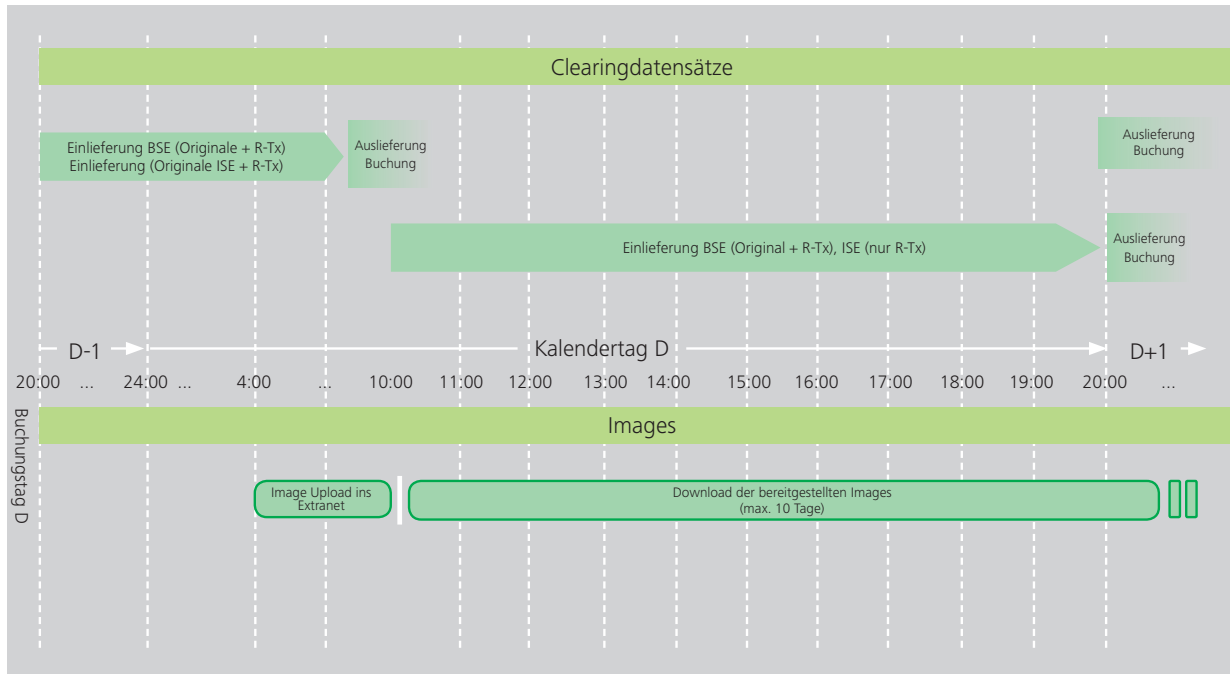 Clearingdatensätze
Einlieferung BSE (Originale + R-Tx)
Einlieferung (Originale ISE + R-Tx)
Auslieferung
Buchung
Auslieferung
Buchung
Einlieferung BSE (Original + R-Tx), ISE (nur R-Tx)
Auslieferung
Buchung
D-1
Kalendertag D
D+1
20:00 ... 24:00 ... 4:00 ... 10:00 11:00 12:00 13:00 14:00 15:00 16:00 17:00 18:00 19:00 20:00 ...
Buchungstag D
Images
Image Upload ins
Extranet
Download der bereitgestellten Images
(max. 10 Tage)